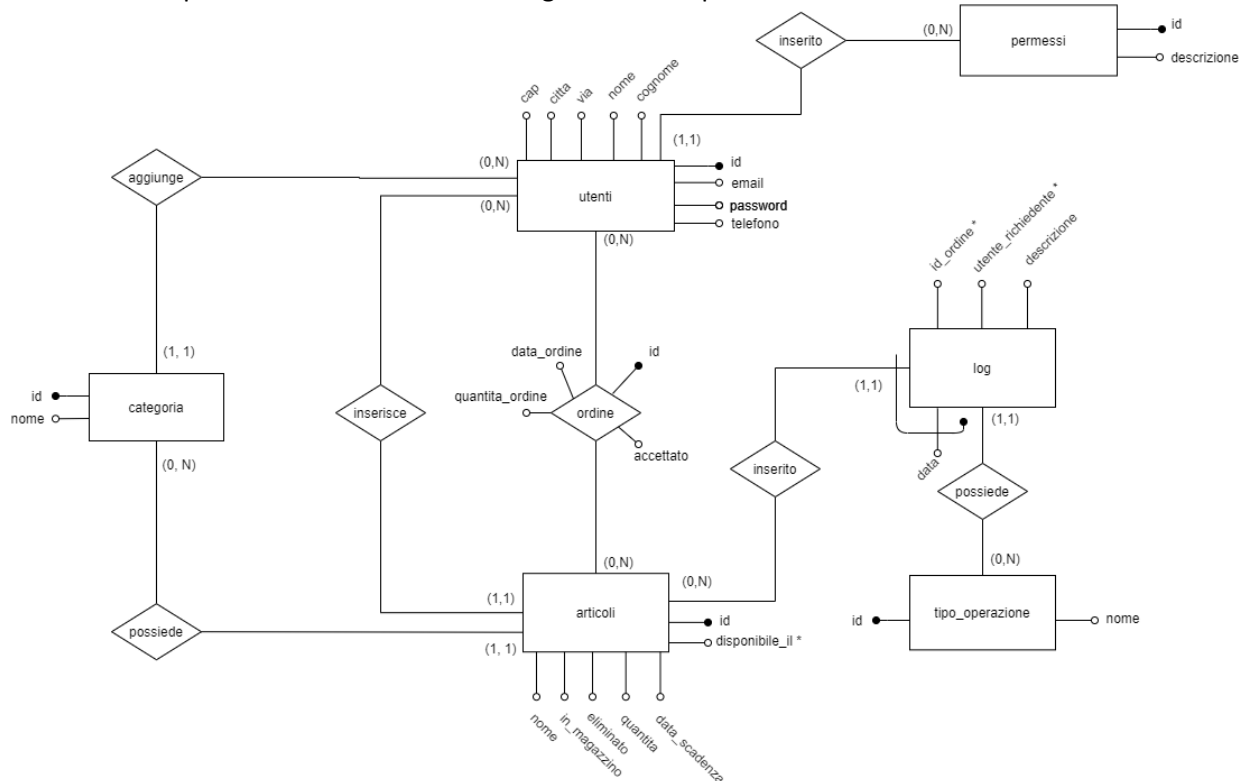 inserito
(0,N)
permessi
id
descrizione
cap
citta
via
nome
cognome
(1,1)
(0,N)
aggiunge
utenti
id
email
password
telefono
(0,N)
(0,N)
id_ordine *
utente_richiedente *
descrizione
(1, 1)
data_ordine
id
log
(1,1)
id
nome
categoria
inserisce
quantita_ordine
ordine
(1,1)
(0, N)
accettato
data
inserito
possiede
(0,N)
(0,N)
(0,N)
(1,1)
articoli
tipo_operazione
id
nome
possiede
id
disponibile_il *
(1, 1)
nome
in_magazzino
eliminato
quantita
data_scadenza